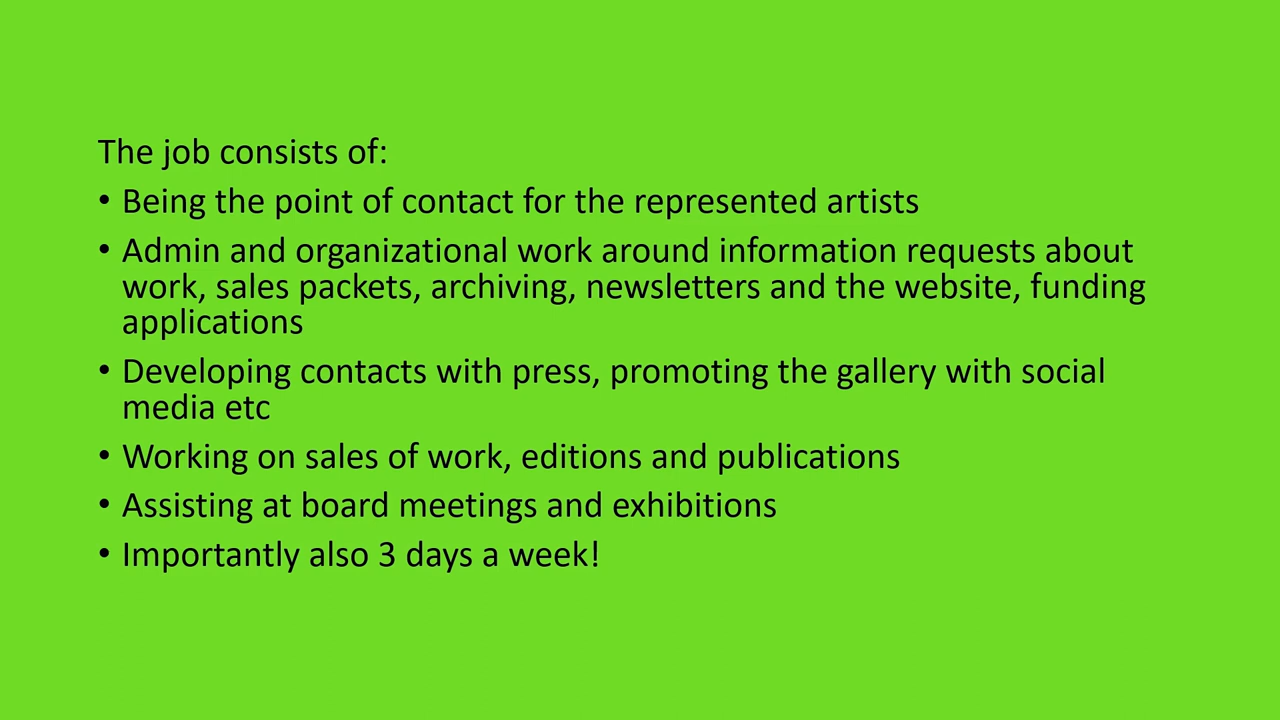 The job consists of:
• Being the point of contact for the represented artists
• Admin and organizational work around information requests about
work, sales packets, archiving, newsletters and the website, funding
applications
• Developing contacts with press, promoting the gallery with social
media etc
• Working on sales of work, editions and publications
• Assisting at board meetings and exhibitions
• Importantly also 3 days a week!